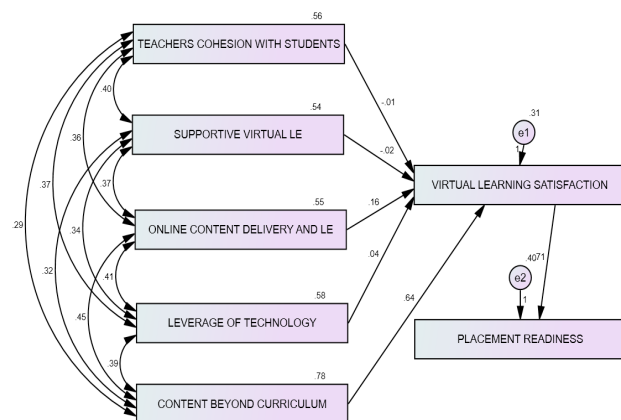 .56
TEACHERS COHESION WITH STUDENTS
.40
-.01
.54
.31
e1
SUPPORTIVE VIRTUAL LE
-.02
1
.36
.37
VIRTUAL LEARNING SATISFACTION
.37
.55
.16
.29
.34
ONLINE CONTENT DELIVERY AND LE
.04
.32
.41
.40
.71
e2
.58
.64
1
.45
LEVERAGE OF TECHNOLOGY
PLACEMENT READINESS
.39
.78
CONTENT BEYOND CURRICULUM